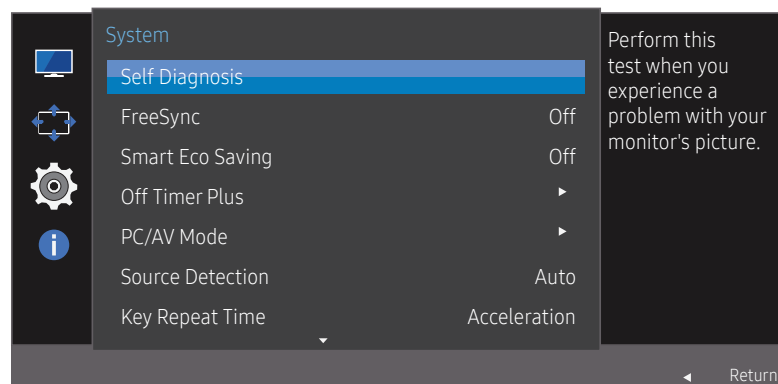 System
Self Diagnosis
FreeSync Off
Smart Eco Saving Off
Off Timer Plus
PC/AV Mode
Source Detection Auto
Key Repeat Time Acceleration
Perform this
test when you
experience a
problem with your
monitor's picture.
Return